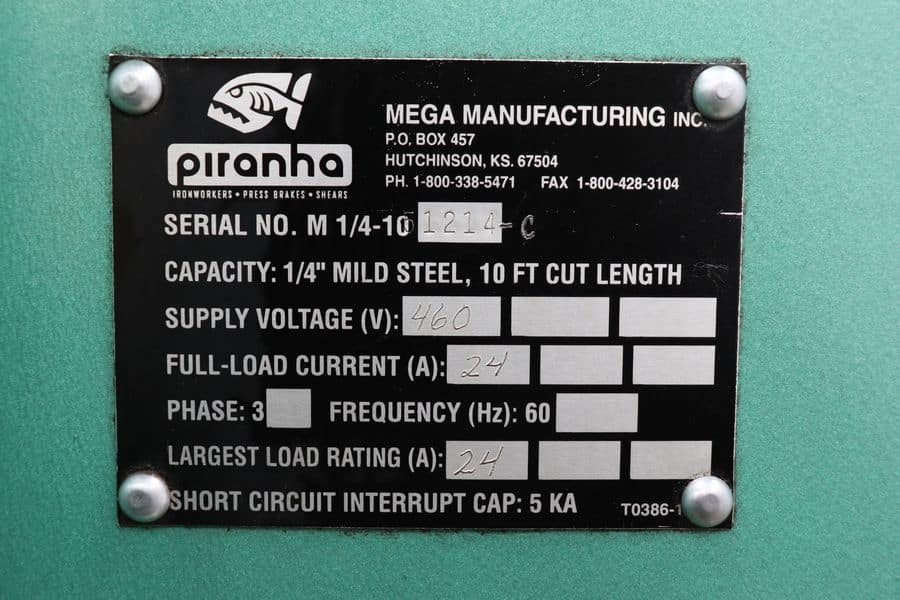 piranha
IRONWORKERS • PRESS BRAKES • SHEARS
MEGA MANUFACTURING INC.
P.O. BOX 457
HUTCHINSON, KS. 67504
PH. 1-800-338-5471 FAX 1-800-428-3104
SERIAL NO. M 1/4-10 1214-C
CAPACITY: 1/4" MILD STEEL, 10 FT CUT LENGTH
SUPPLY VOLTAGE (V): 460
FULL-LOAD CURRENT (A): 24
PHASE: 3 FREQUENCY (Hz): 60
LARGEST LOAD RATING (A): 24
SHORT CIRCUIT INTERRUPT CAP: 5 KA
T0386-1